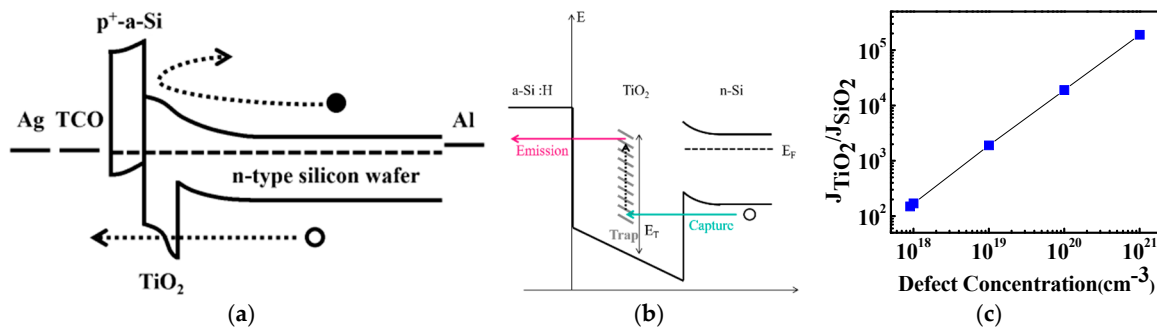 p⁺-a-Si
Ag TCO
Al
n-type silicon wafer
TiO₂
(a)
E
a-Si :H TiO₂ n-Si
Emission
E_F
Trap
E_T
Capture
(b)
J_TiO₂/J_SiO₂
10⁵
10⁴
10³
10²
10¹⁸ 10¹⁹ 10²⁰ 10²¹
Defect Concentration(cm⁻³)
(c)